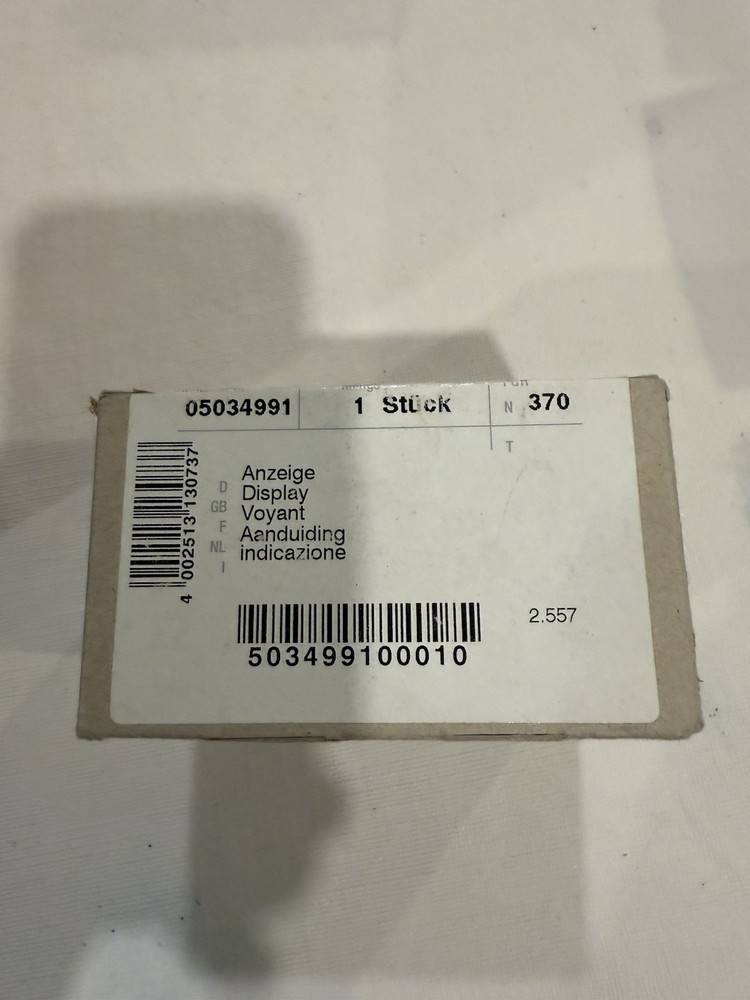 05034991 1 Stück N 370
T
D Anzeige
GB Display
F Voyant
NL Aanduiding
I indicazione
4 002513 130737
2.557
503499100010